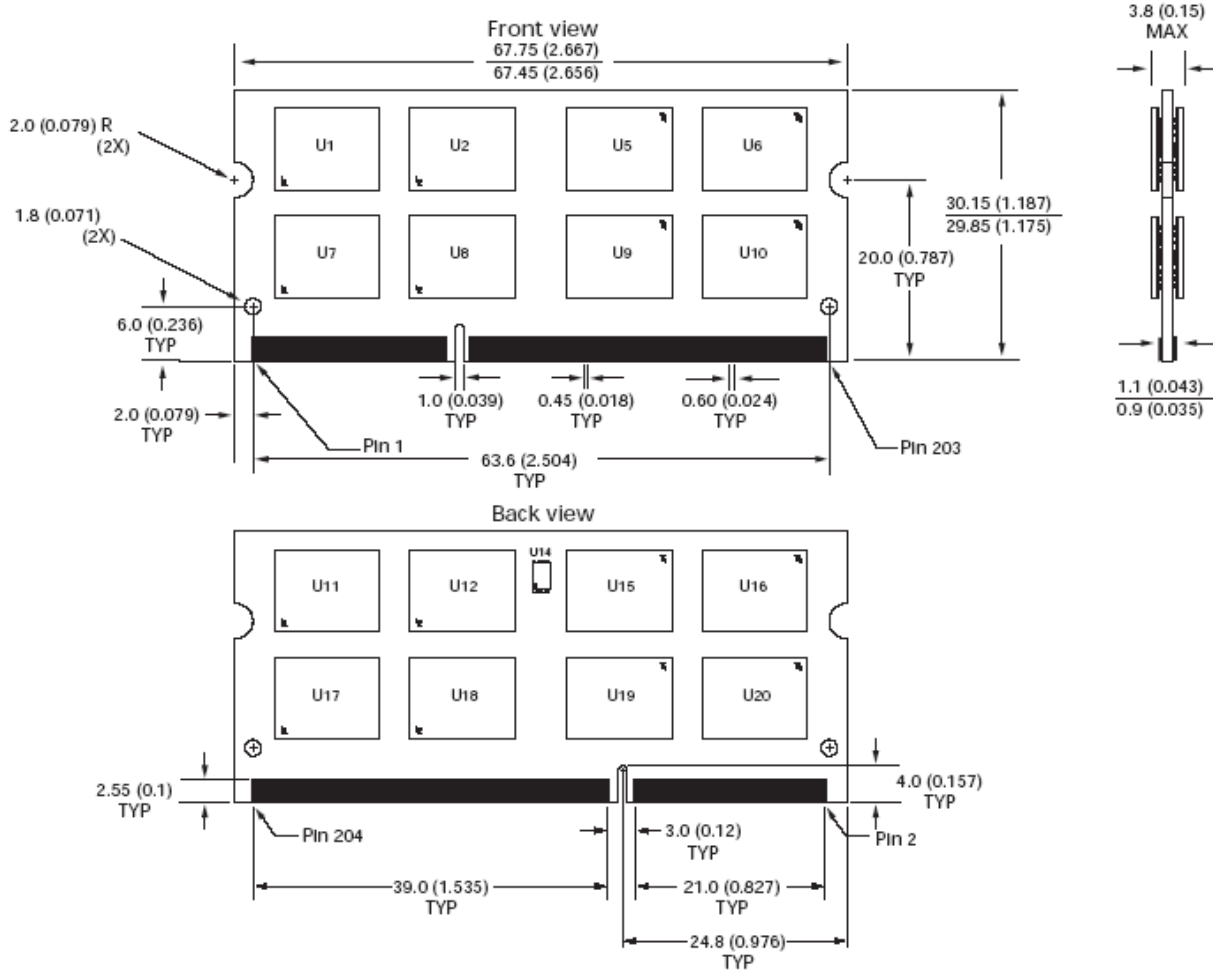 Front view
67.75 (2.667)
67.45 (2.656)
3.8 (0.15)
MAX
2.0 (0.079) R
(2X)
U1
U2
U5
U6
1.8 (0.071)
(2X)
30.15 (1.187)
29.85 (1.175)
U7
U8
U9
U10
20.0 (0.787)
TYP
6.0 (0.236)
TYP
1.1 (0.043)
0.9 (0.035)
2.0 (0.079)
TYP
1.0 (0.039)
TYP
0.45 (0.018)
TYP
0.60 (0.024)
TYP
Pin 1
Pin 203
63.6 (2.504)
TYP
Back view
U14
U11
U12
U15
U16
U17
U18
U19
U20
2.55 (0.1)
TYP
4.0 (0.157)
TYP
Pin 204
3.0 (0.12)
TYP
Pin 2
39.0 (1.535)
TYP
21.0 (0.827)
TYP
24.8 (0.976)
TYP